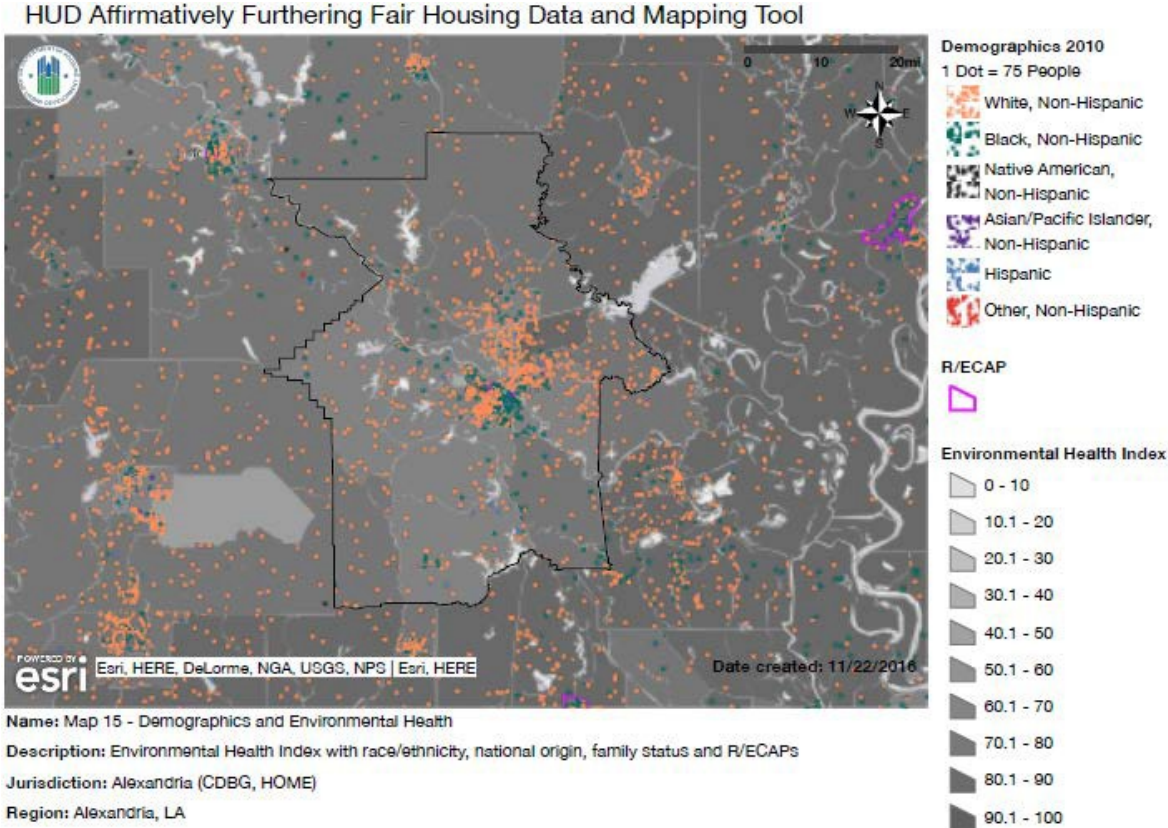 HUD Affirmatively Furthering Fair Housing Data and Mapping Tool
0 10 20mi
N
W E
S
POWERED BY
esri
Esri, HERE, DeLorme, NGA, USGS, NPS | Esri, HERE
Date created: 11/22/2016
Demographics 2010
1 Dot = 75 People
White, Non-Hispanic
Black, Non-Hispanic
Native American,
Non-Hispanic
Asian/Pacific Islander,
Non-Hispanic
Hispanic
Other, Non-Hispanic
R/ECAP
Environmental Health Index
0 - 10
10.1 - 20
20.1 - 30
30.1 - 40
40.1 - 50
50.1 - 60
60.1 - 70
70.1 - 80
80.1 - 90
90.1 - 100
Name: Map 15 - Demographics and Environmental Health
Description: Environmental Health Index with race/ethnicity, national origin, family status and R/ECAPs
Jurisdiction: Alexandria (CDBG, HOME)
Region: Alexandria, LA